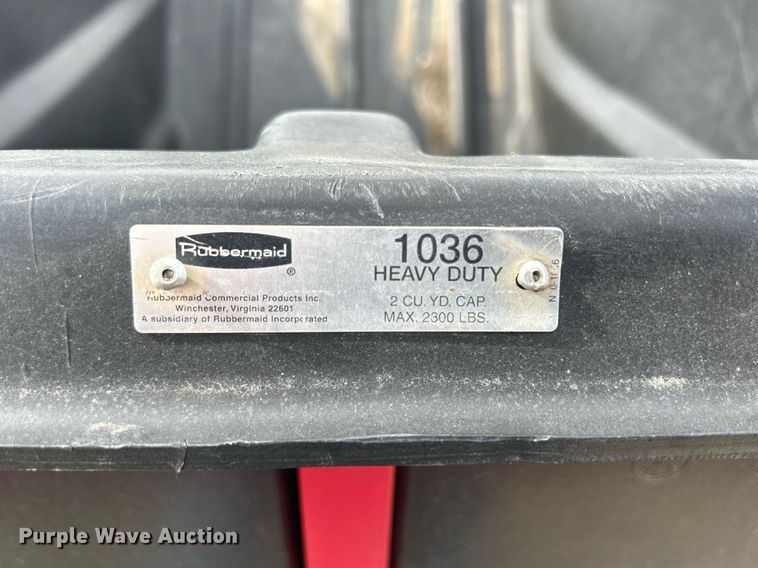 Rubbermaid
®
Rubbermaid Commercial Products Inc.
Winchester, Virginia 22601
A subsidiary of Rubbermaid Incorporated
1036
HEAVY DUTY
2 CU. YD. CAP.
MAX. 2300 LBS.
Purple Wave Auction